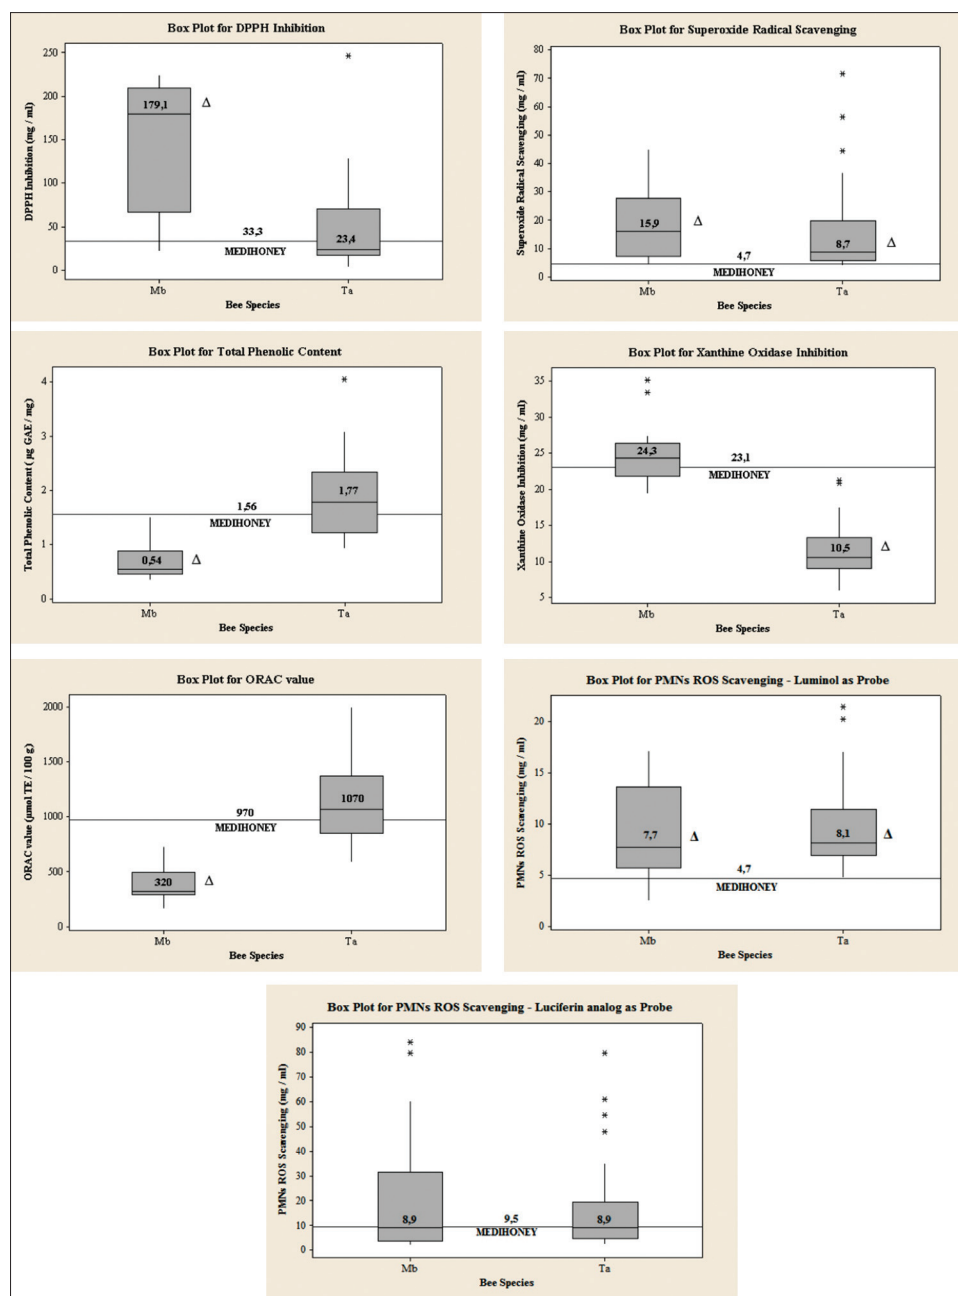 Box Plot for DPPH Inhibition
DPPH Inhibition (mg / ml)
250
200
150
100
50
0
179,1
Δ
*
33,3
MEDIHONEY
23,4
Mb
Ta
Bee Species
Box Plot for Superoxide Radical Scavenging
Superoxide Radical Scavenging (mg / ml)
80
70
60
50
40
30
20
10
0
15,9
Δ
*
*
*
4,7
MEDIHONEY
8,7
Δ
Mb
Ta
Bee Species
Box Plot for Total Phenolic Content
Total Phenolic Content ( µg GAE / mg)
4
3
2
1
0
0,54
Δ
1,56
MEDIHONEY
*
1,77
Mb
Ta
Bee Species
Box Plot for Xanthine Oxidase Inhibition
Xanthine Oxidase Inhibition (mg / ml)
35
30
25
20
15
10
5
*
*
24,3
23,1
MEDIHONEY
*
*
10,5
Δ
Mb
Ta
Bee Species
Box Plot for ORAC value
ORAC value (µmol TE / 100 g)
2000
1500
1000
500
0
320
Δ
970
MEDIHONEY
1070
Mb
Ta
Bee Species
Box Plot for PMNs ROS Scavenging - Luminol as Probe
PMNs ROS Scavenging (mg / ml)
20
15
10
5
0
7,7
Δ
4,7
MEDIHONEY
*
*
8,1
Δ
Mb
Ta
Bee Species
Box Plot for PMNs ROS Scavenging - Luciferin analog as Probe
PMNs ROS Scavenging (mg / ml)
90
80
70
60
50
40
30
20
10
0
*
*
8,9
9,5
MEDIHONEY
*
*
*
*
8,9
Mb
Ta
Bee Species